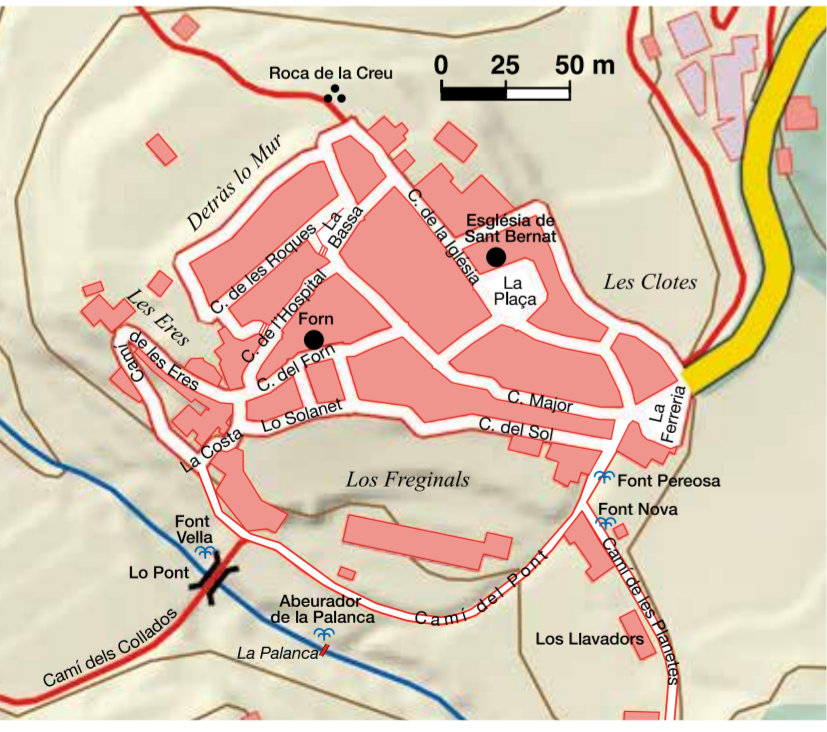 Roca de la Creu
0 25 50 m
Detràs lo Mur
C. de la Iglésia
La
Bassa
Església de
Sant Bernat
C. de les Roques
Les Clotes
La
Plaça
Les Eres
C. de l'Hospital
Forn
Camí
de les Eres
C. del Forn
C. Major
La
Ferreria
Lo Solanet
C. del Sol
La Costa
Los Freginals
Font Pereosa
Font Nova
Font
Vella
Lo Pont
Camí de les Planetes
Camí del Pont
Abeurador
de la Palanca
La Palanca
Los Llavadors
Camí dels Collados